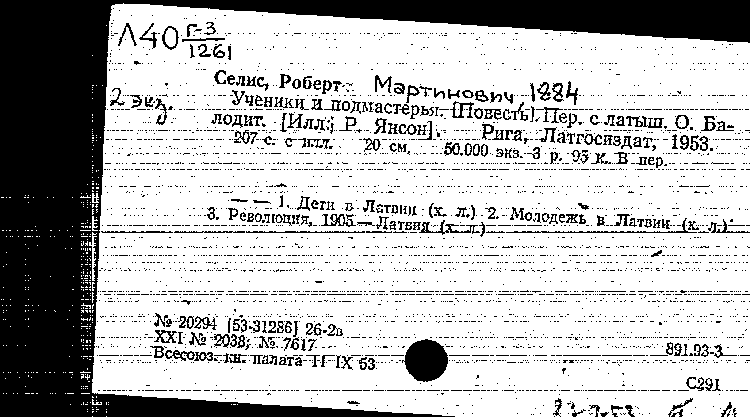 Л40 Г-3
1261
Селис, Роберт Мартинович, 1884
2 экз. Ученики и подмастерья. [Повесть]. Пер. с латыш. О. Ба-
лодит. [Илл.: Р. Янсон]. Рига, Латгосиздат, 1953.
207 с. с илл. 20 см. 50.000 экз. 3 р. 95 к. В пер.
— — 1. Дети в Латвии (х. л.) 2. Молодежь в Латвии (х. л.)
3. Революция, 1905 — Латвия (х. л.)
№ 20294 [53-31286] 26-2в
XXI № 2038; № 7617
Всесоюз. кн. палата 11 IX 53
891.93-3
С291